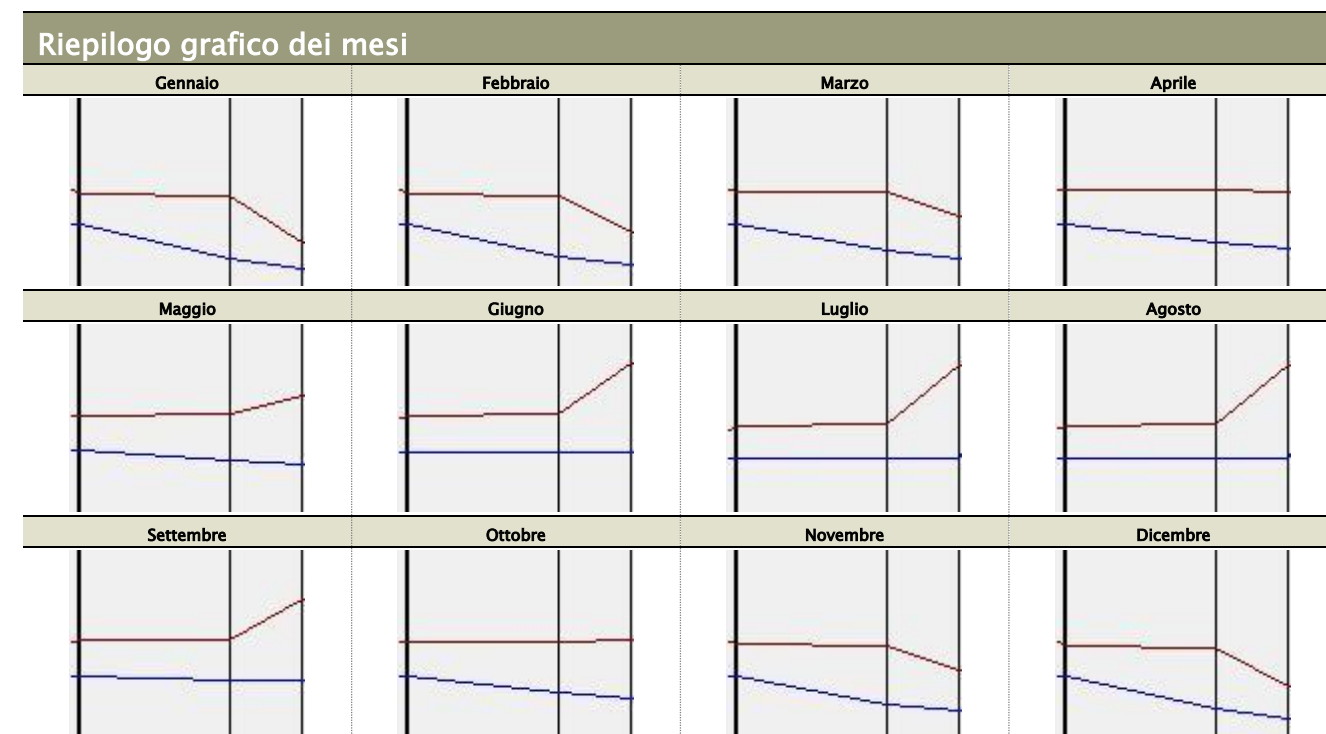 Riepilogo grafico dei mesi
Gennaio Febbraio Marzo Aprile
Maggio Giugno Luglio Agosto
Settembre Ottobre Novembre Dicembre